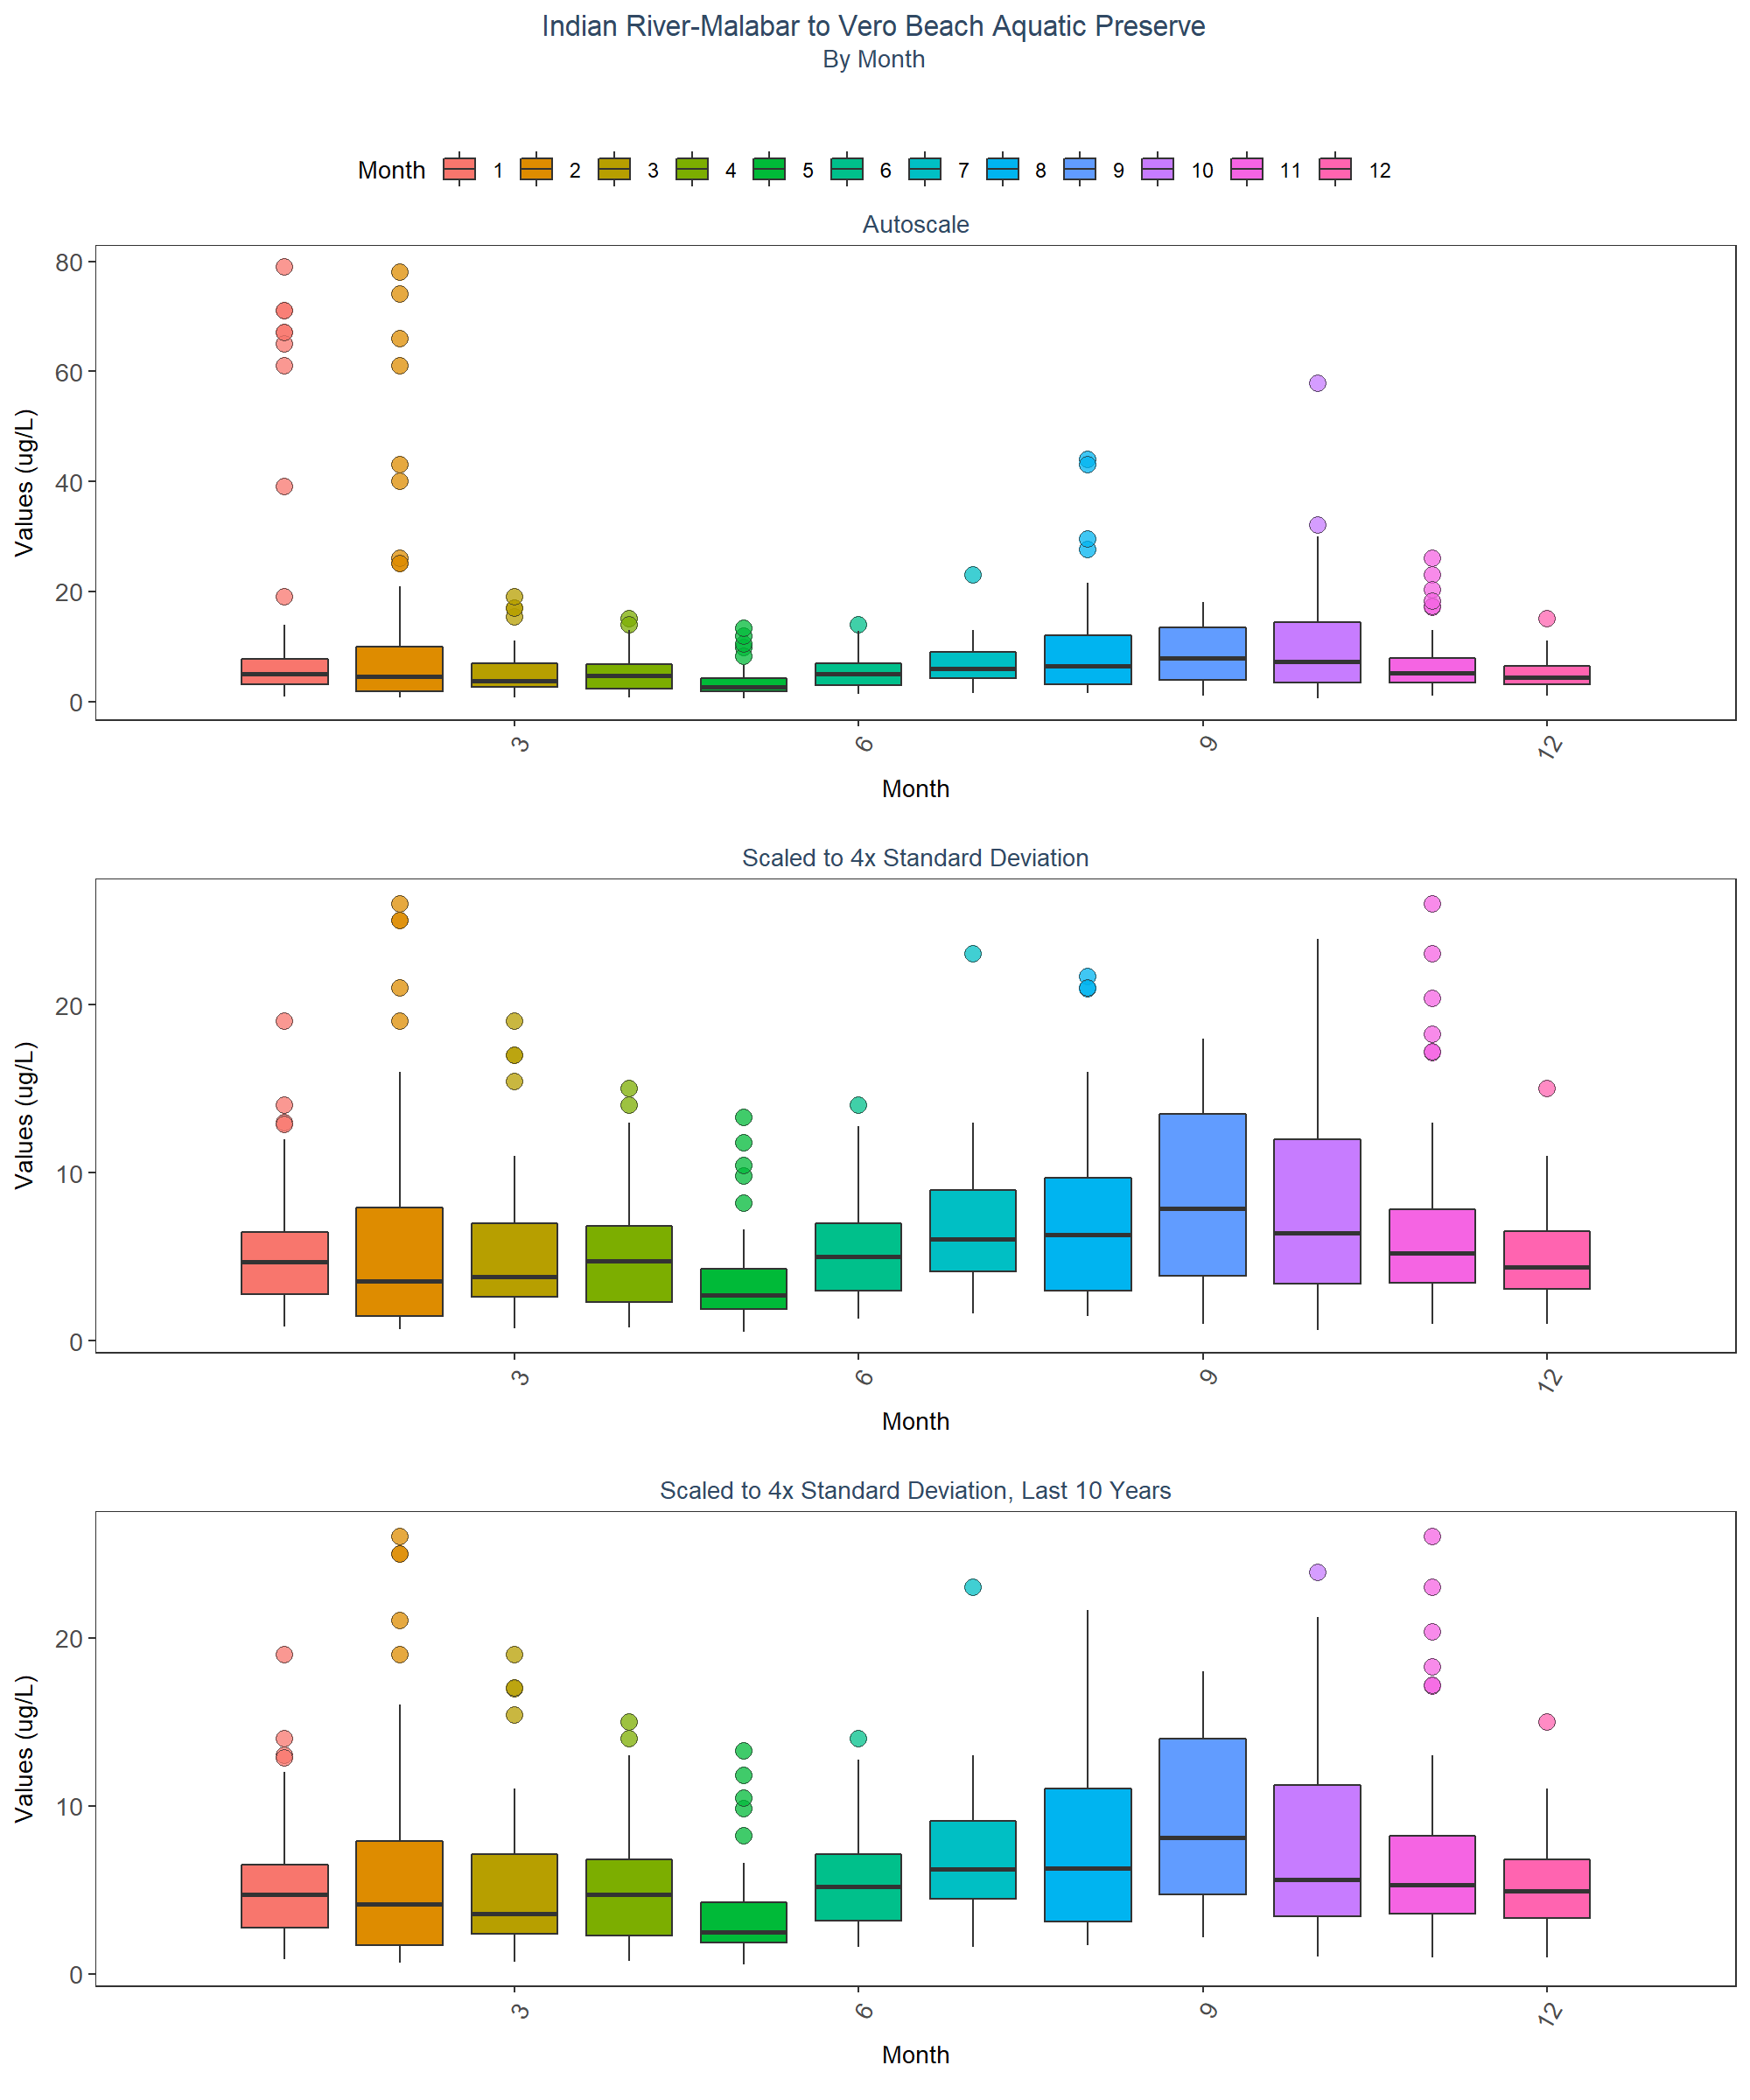 Indian River-Malabar to Vero Beach Aquatic Preserve
By Month
Month 1 2 3 4 5 6 7 8 9 10 11 12
Autoscale
80
60
40
20
0
Values (ug/L)
3 6 9 12
Month
Scaled to 4x Standard Deviation
20
10
0
Values (ug/L)
3 6 9 12
Month
Scaled to 4x Standard Deviation, Last 10 Years
20
10
0
Values (ug/L)
3 6 9 12
Month